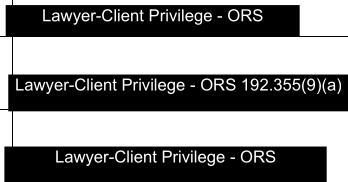 Lawyer-Client Privilege - ORS
Lawyer-Client Privilege - ORS 192.355(9)(a)
Lawyer-Client Privilege - ORS